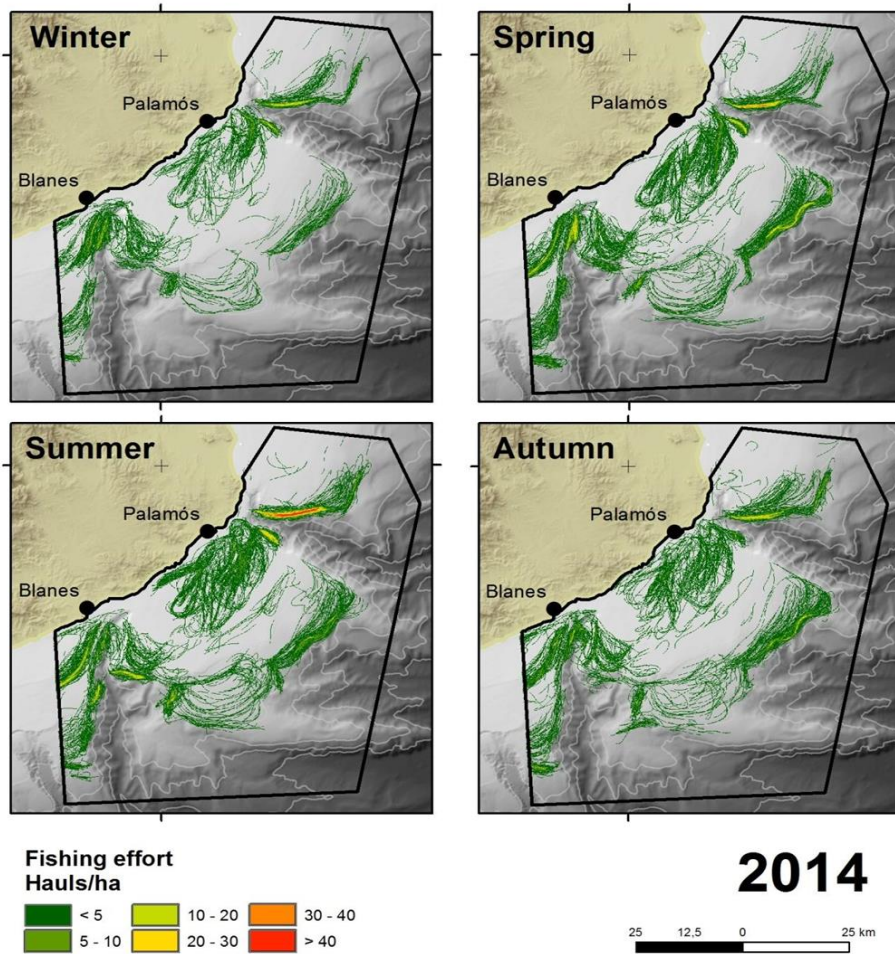 Winter
Palamós
Blanes
Spring
Palamós
Blanes
Summer
Palamós
Blanes
Autumn
Palamós
Blanes
Fishing effort
Hauls/ha
< 5
10 - 20
30 - 40
5 - 10
20 - 30
> 40
2014
25
12,5
0
25 km